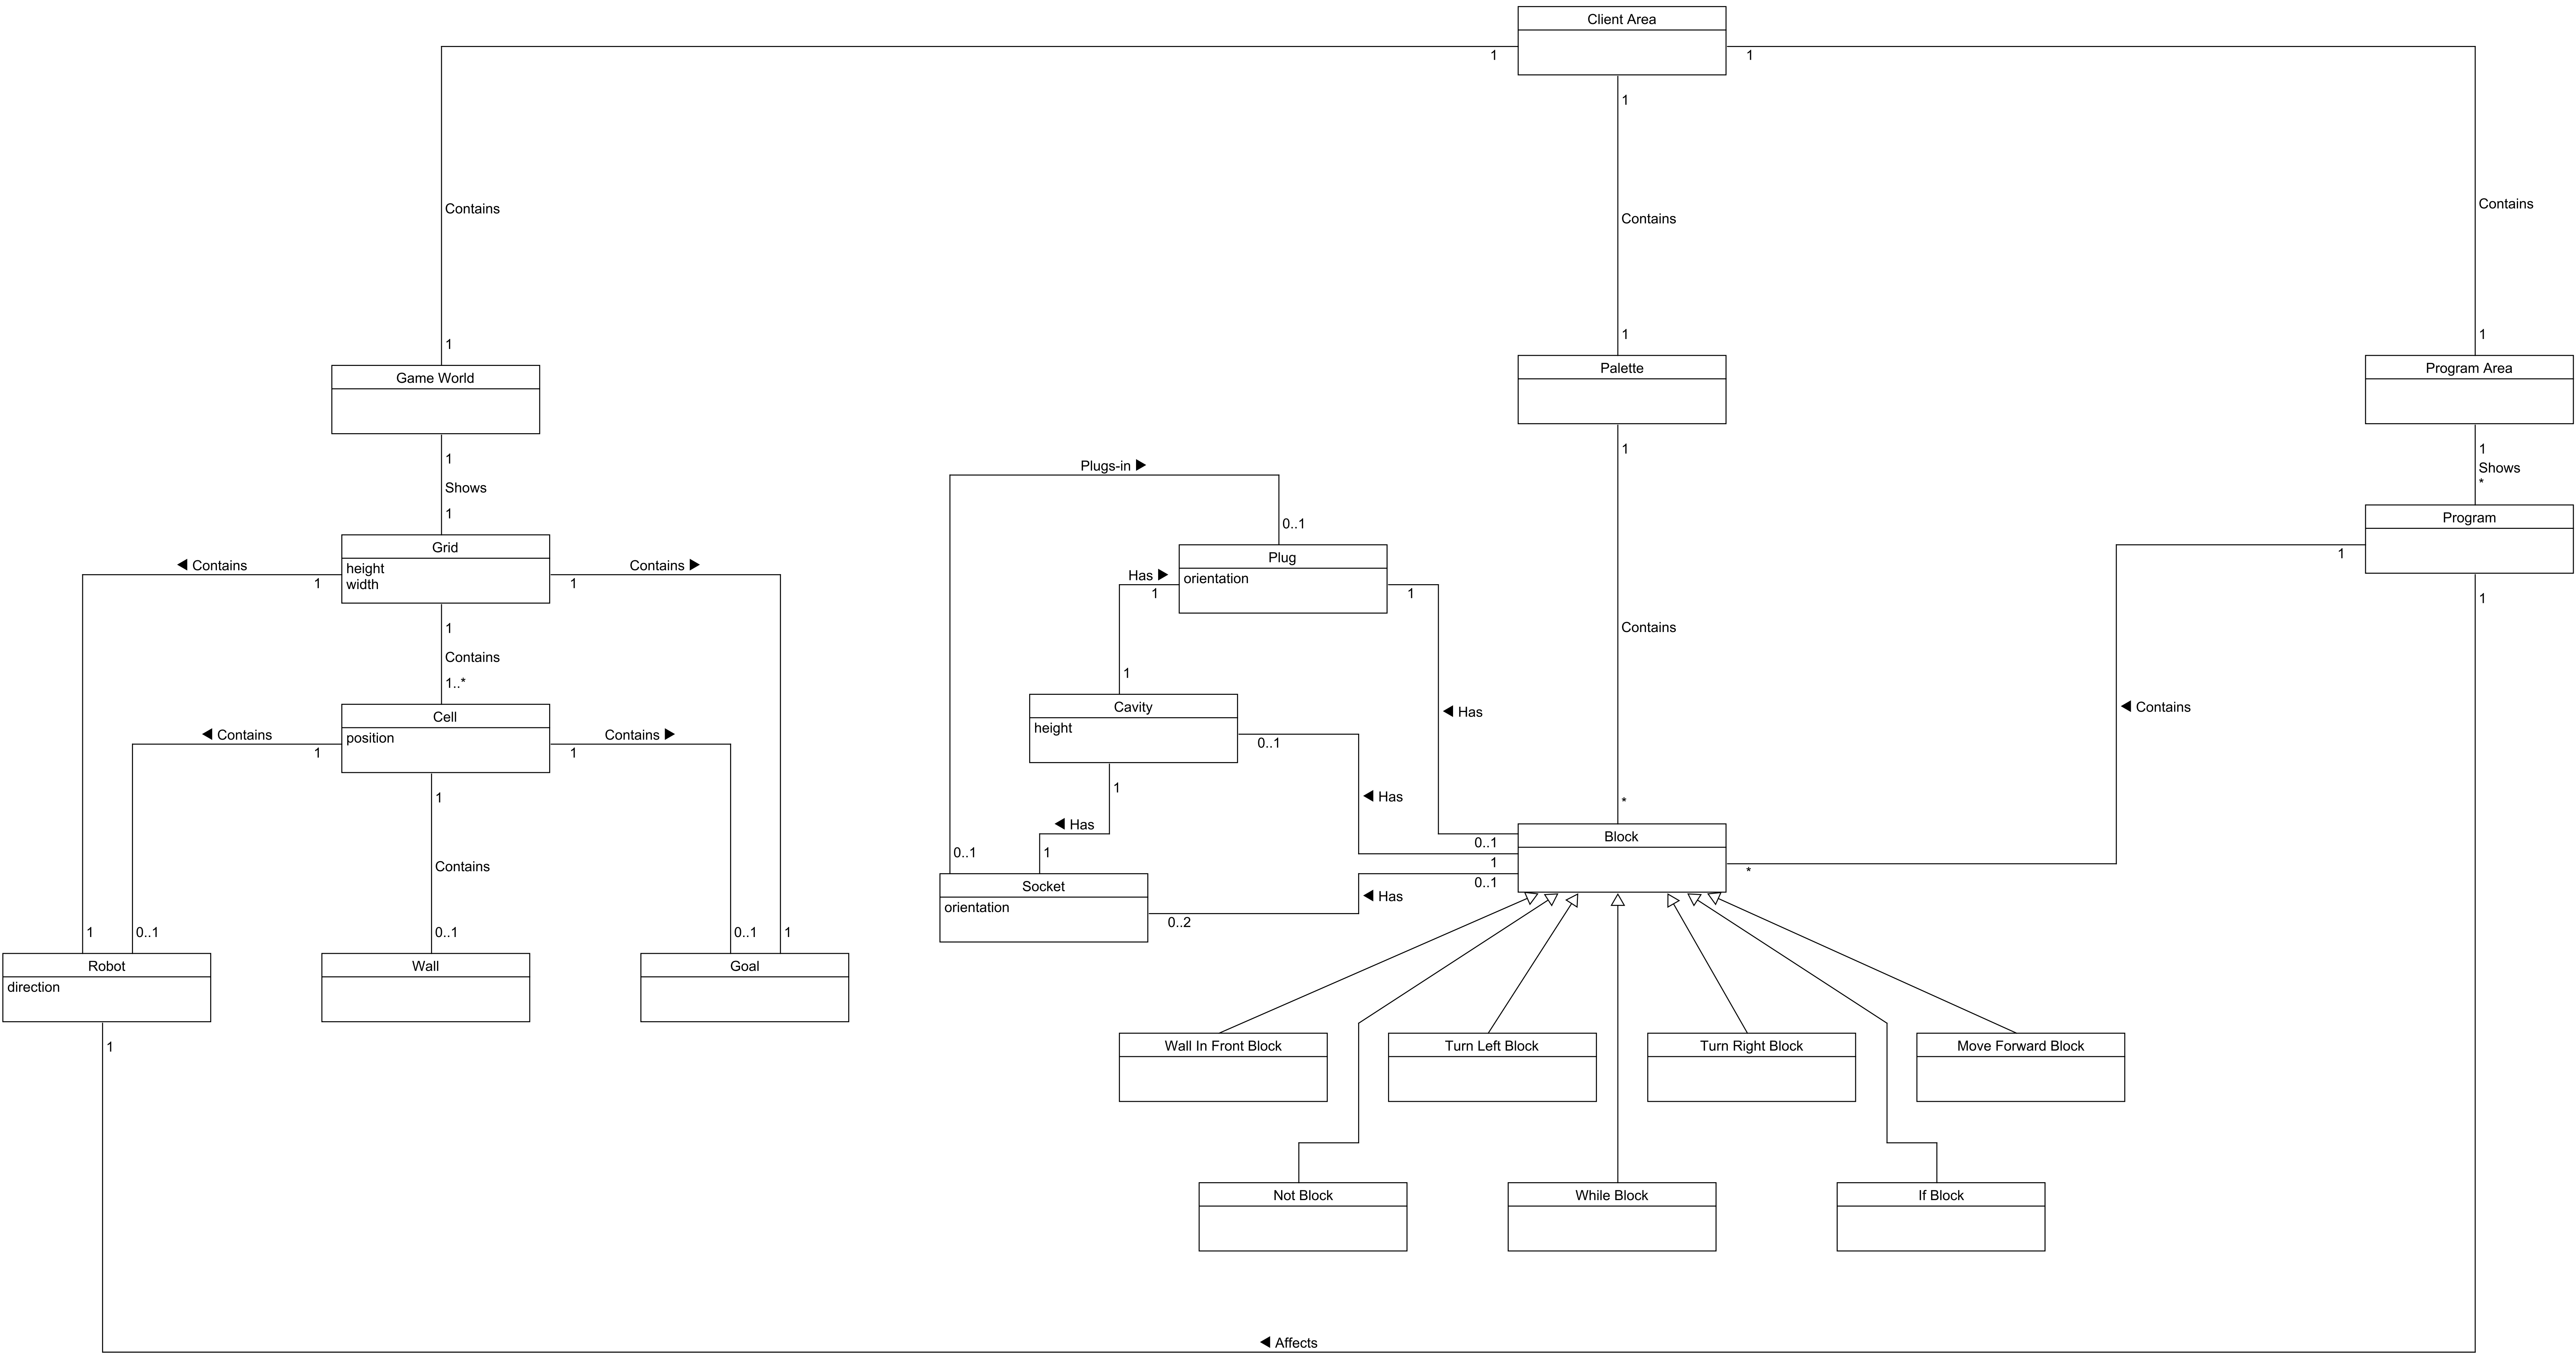 Client Area
1
1
1
Contains
Contains
Contains
1
1
1
Game World
Palette
Program Area
1
Shows
1
1
1
Shows
*
Plugs-in ►
0..1
Program
1
1
Grid
height
width
◄ Contains
1
Contains ►
1
Plug
orientation
Has ►
1
1
1
Contains
1..*
Contains
1
Cavity
height
◄ Has
◄ Contains
Cell
position
◄ Contains
1
Contains ►
1
0..1
1
Contains
1
◄ Has
◄ Has
*
Block
0..1
1
0..1
*
0..1
1
Socket
orientation
◄ Has
0..2
1
0..1
0..1
0..1
1
Robot
direction
Wall
Goal
1
Wall In Front Block
Turn Left Block
Turn Right Block
Move Forward Block
Not Block
While Block
If Block
◄ Affects